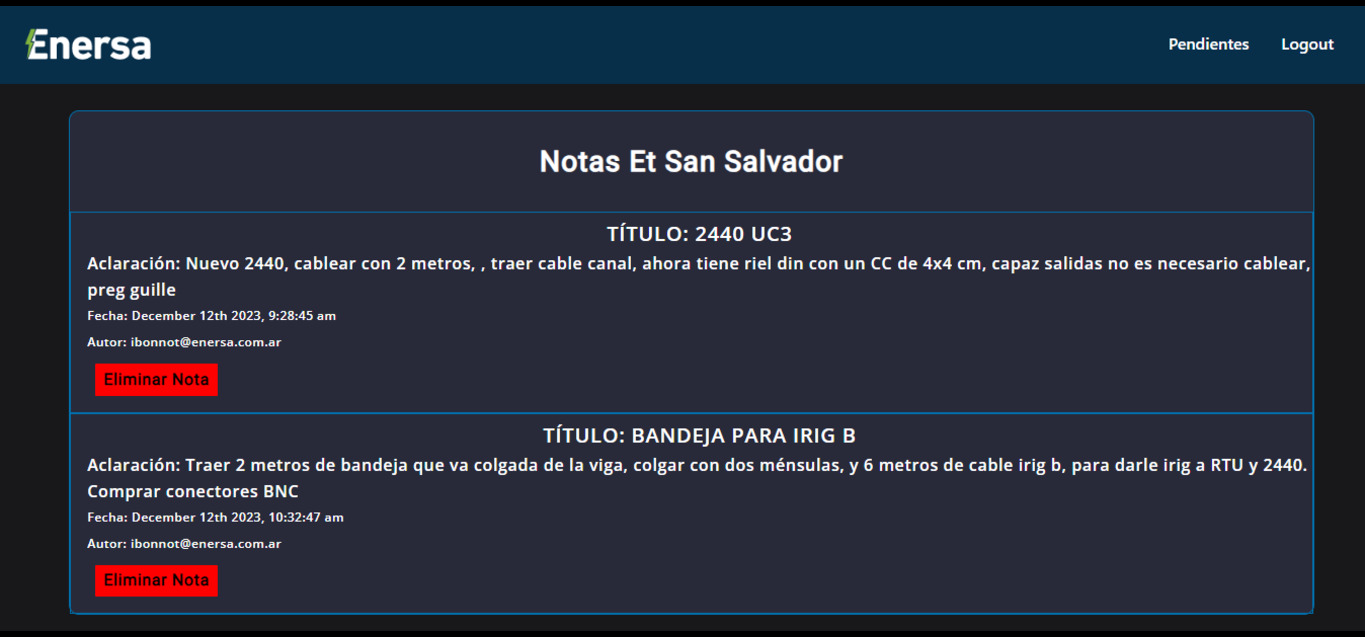 Enersa
Pendientes Logout
Notas Et San Salvador
TÍTULO: 2440 UC3
Aclaración: Nuevo 2440, cablear con 2 metros, , traer cable canal, ahora tiene riel din con un CC de 4x4 cm, capaz salidas no es necesario cablear,
preg guille
Fecha: December 12th 2023, 9:28:45 am
Autor: ibonnot@enersa.com.ar
Eliminar Nota
TÍTULO: BANDEJA PARA IRIG B
Aclaración: Traer 2 metros de bandeja que va colgada de la viga, colgar con dos ménsulas, y 6 metros de cable irig b, para darle irig a RTU y 2440.
Comprar conectores BNC
Fecha: December 12th 2023, 10:32:47 am
Autor: ibonnot@enersa.com.ar
Eliminar Nota